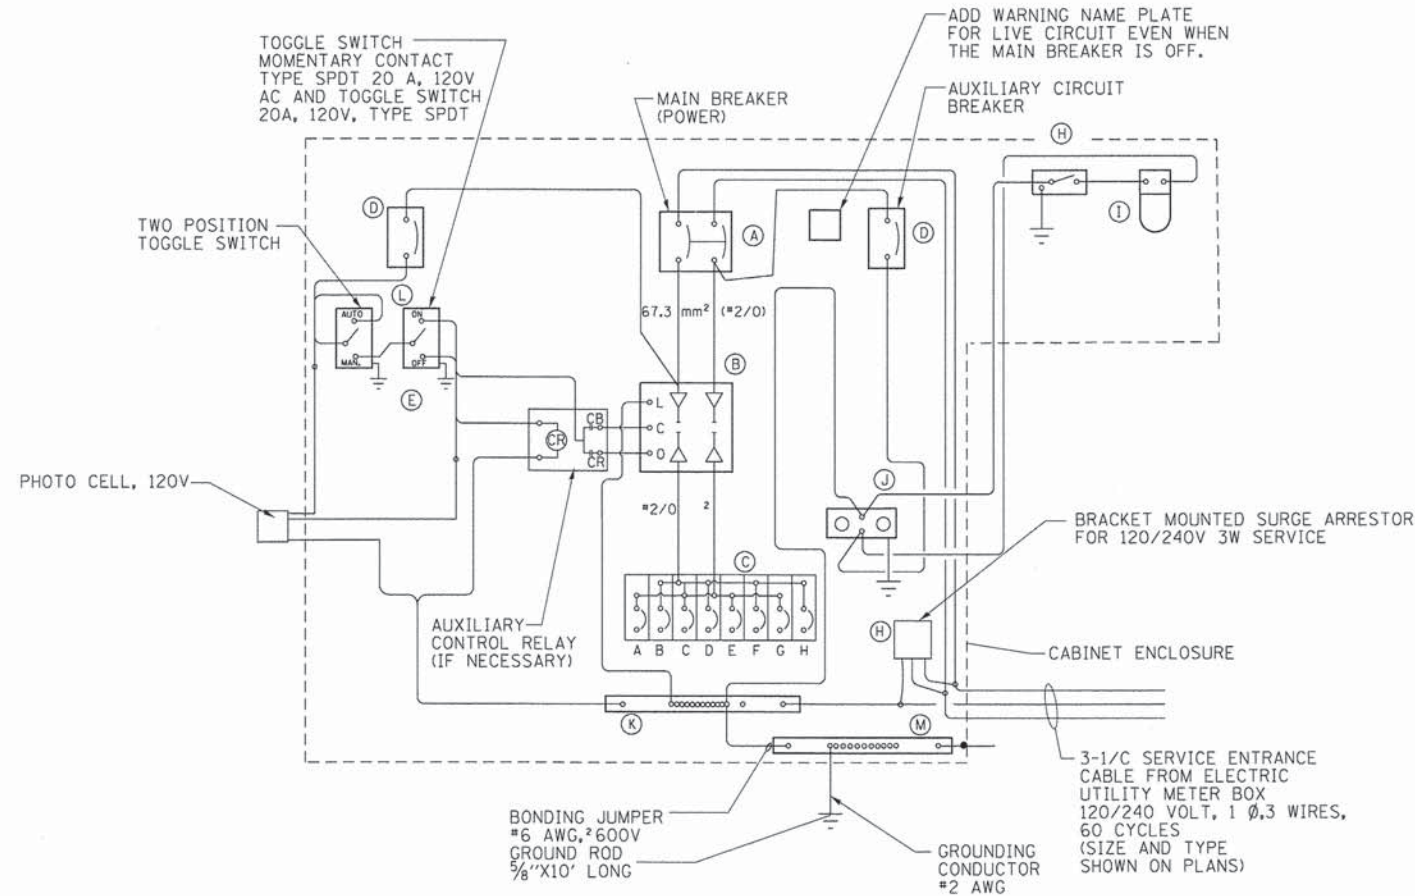 ADD WARNING NAME PLATE
FOR LIVE CIRCUIT EVEN WHEN
THE MAIN BREAKER IS OFF.
TOGGLE SWITCH
MOMENTARY CONTACT
TYPE SPDT 20 A, 120V
AC AND TOGGLE SWITCH
20A, 120V, TYPE SPDT
MAIN BREAKER
(POWER)
AUXILIARY CIRCUIT
BREAKER
H
D
TWO POSITION
TOGGLE SWITCH
A
D
I
L
AUTO
MAN.
ON
OFF
E
67.3 mm² (#2/0)
B
L
C
O
CB
CR
CR
PHOTO CELL, 120V
#2/0
2
J
BRACKET MOUNTED SURGE ARRESTOR
FOR 120/240V 3W SERVICE
C
A B C D E F G H
AUXILIARY
CONTROL RELAY
(IF NECESSARY)
H
CABINET ENCLOSURE
K
M
3-1/C SERVICE ENTRANCE
CABLE FROM ELECTRIC
UTILITY METER BOX
120/240 VOLT, 1 Ø,3 WIRES,
60 CYCLES
(SIZE AND TYPE
SHOWN ON PLANS)
BONDING JUMPER
#6 AWG,²600V
GROUND ROD
5/8"X10' LONG
GROUNDING
CONDUCTOR
#2 AWG